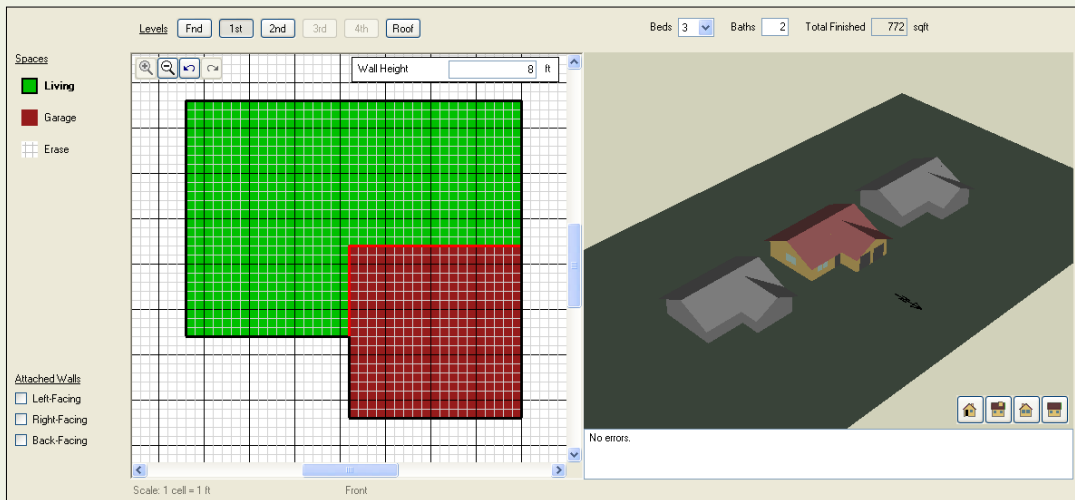 Levels Fnd 1st 2nd 3rd 4th Roof
Beds 3 Baths 2 Total Finished 772 sqft
Spaces
Living
Garage
Erase
Wall Height 8 ft
Attached Walls
Left-Facing
Right-Facing
Back-Facing
No errors.
Scale: 1 cell = 1 ft Front